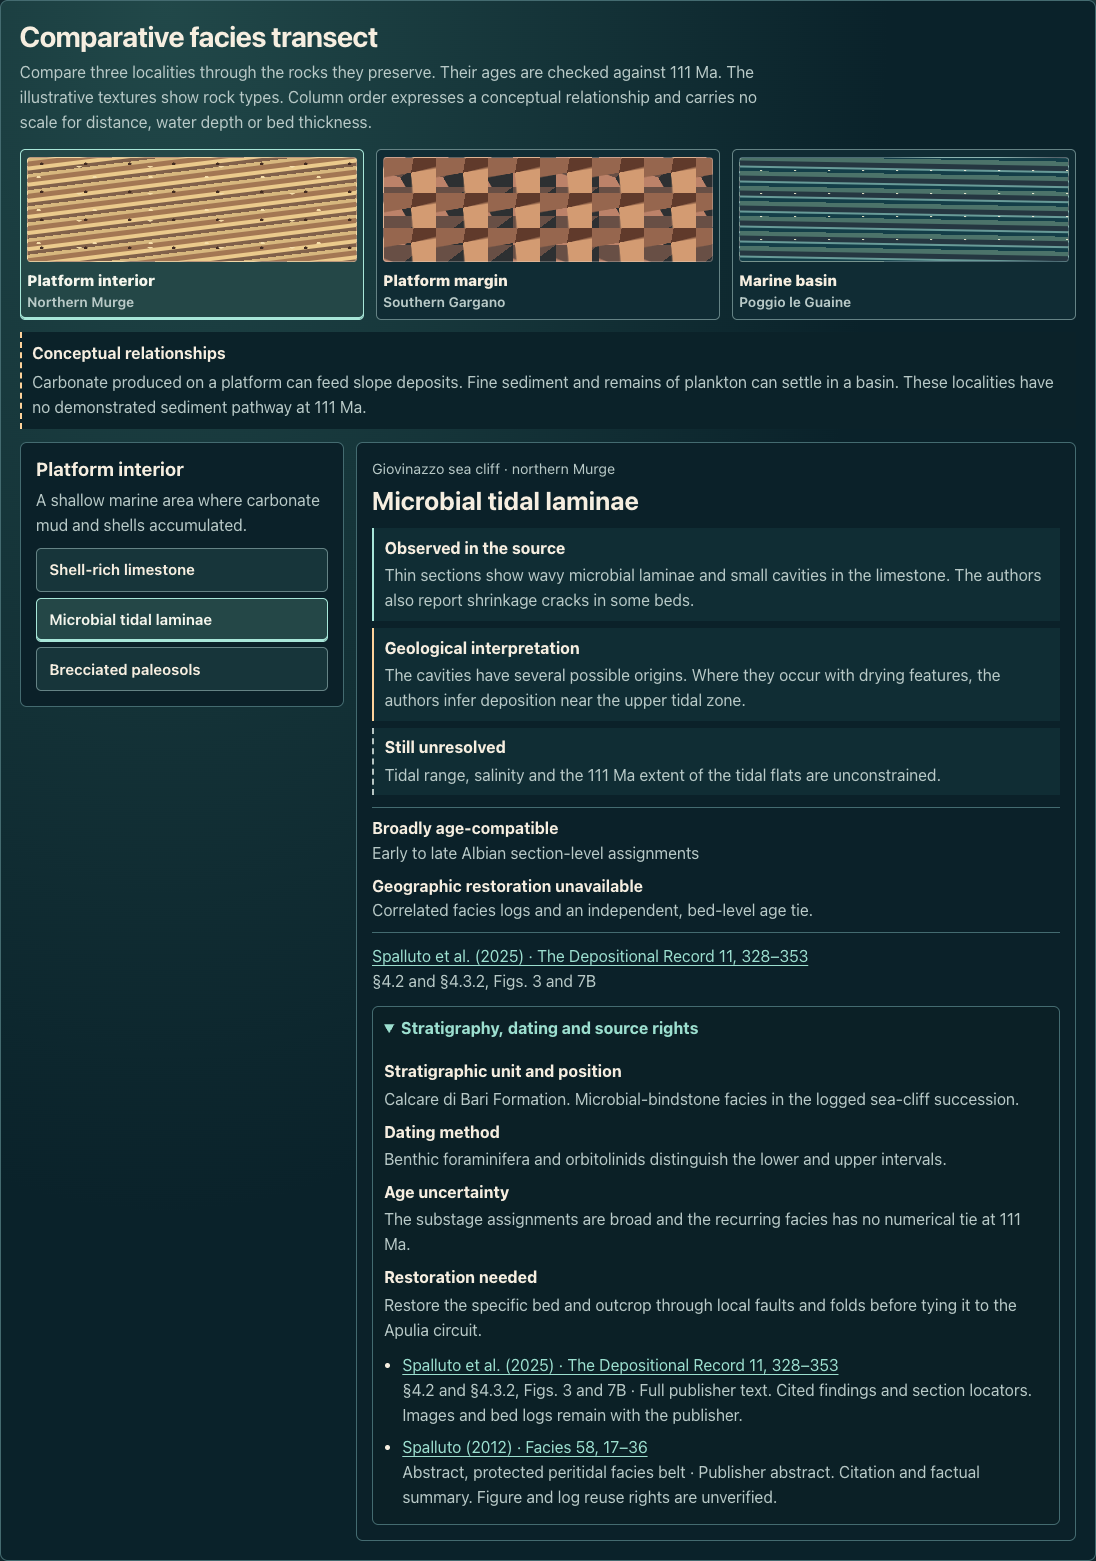 Comparative facies transect
Compare three localities through the rocks they preserve. Their ages are checked against 111 Ma. The
illustrative textures show rock types. Column order expresses a conceptual relationship and carries no
scale for distance, water depth or bed thickness.
Platform interior
Northern Murge
Platform margin
Southern Gargano
Marine basin
Poggio le Guaine
Conceptual relationships
Carbonate produced on a platform can feed slope deposits. Fine sediment and remains of plankton can settle in a basin. These localities have
no demonstrated sediment pathway at 111 Ma.
Platform interior
A shallow marine area where carbonate
mud and shells accumulated.
Shell-rich limestone
Microbial tidal laminae
Brecciated paleosols
Giovinazzo sea cliff · northern Murge
Microbial tidal laminae
Observed in the source
Thin sections show wavy microbial laminae and small cavities in the limestone. The authors
also report shrinkage cracks in some beds.
Geological interpretation
The cavities have several possible origins. Where they occur with drying features, the
authors infer deposition near the upper tidal zone.
Still unresolved
Tidal range, salinity and the 111 Ma extent of the tidal flats are unconstrained.
Broadly age-compatible
Early to late Albian section-level assignments
Geographic restoration unavailable
Correlated facies logs and an independent, bed-level age tie.
Spalluto et al. (2025) · The Depositional Record 11, 328–353
§4.2 and §4.3.2, Figs. 3 and 7B
▼ Stratigraphy, dating and source rights
Stratigraphic unit and position
Calcare di Bari Formation. Microbial-bindstone facies in the logged sea-cliff succession.
Dating method
Benthic foraminifera and orbitolinids distinguish the lower and upper intervals.
Age uncertainty
The substage assignments are broad and the recurring facies has no numerical tie at 111
Ma.
Restoration needed
Restore the specific bed and outcrop through local faults and folds before tying it to the
Apulia circuit.
• Spalluto et al. (2025) · The Depositional Record 11, 328–353
§4.2 and §4.3.2, Figs. 3 and 7B · Full publisher text. Cited findings and section locators.
Images and bed logs remain with the publisher.
• Spalluto (2012) · Facies 58, 17–36
Abstract, protected peritidal facies belt · Publisher abstract. Citation and factual
summary. Figure and log reuse rights are unverified.